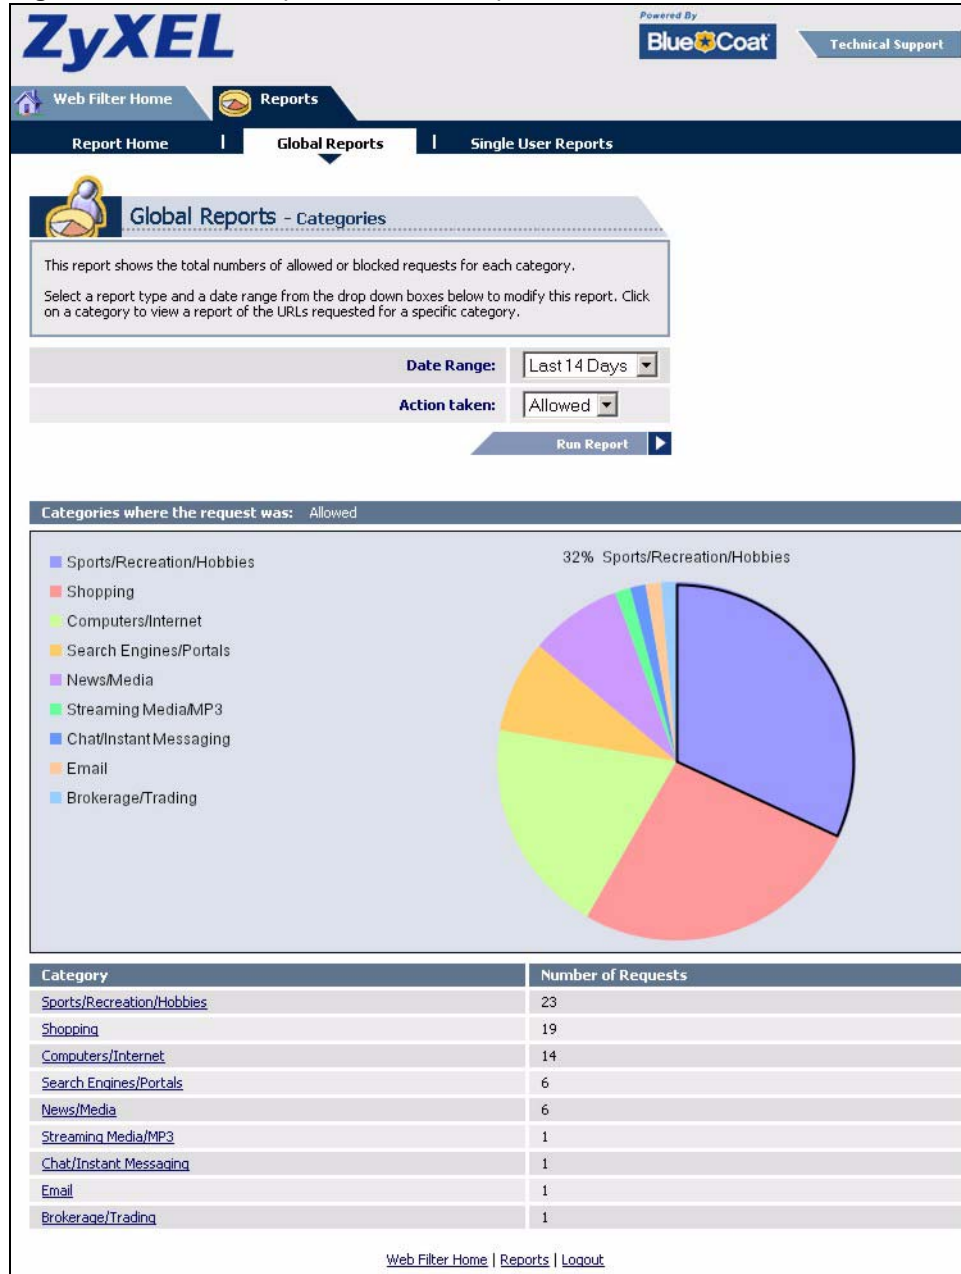 ZyXEL
Powered By
Blue Coat
Technical Support
Web Filter Home
Reports
Report Home | Global Reports | Single User Reports
Global Reports - Categories
This report shows the total numbers of allowed or blocked requests for each category.
Select a report type and a date range from the drop down boxes below to modify this report. Click
on a category to view a report of the URLs requested for a specific category.
Date Range: Last 14 Days
Action taken: Allowed
Run Report
Categories where the request was: Allowed
Sports/Recreation/Hobbies
Shopping
Computers/Internet
Search Engines/Portals
News/Media
Streaming Media/MP3
Chat/Instant Messaging
Email
Brokerage/Trading
32% Sports/Recreation/Hobbies
Category Number of Requests
Sports/Recreation/Hobbies 23
Shopping 19
Computers/Internet 14
Search Engines/Portals 6
News/Media 6
Streaming Media/MP3 1
Chat/Instant Messaging 1
Email 1
Brokerage/Trading 1
Web Filter Home | Reports | Logout